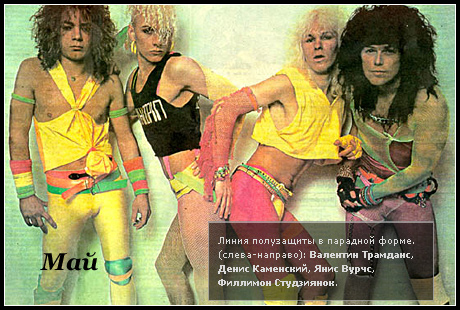 Май
Линия полузащиты в парадной форме.
(слева-направо): Валентин Трамданс,
Денис Каменский, Янис Вурчс,
Филлимон Студзиянок.